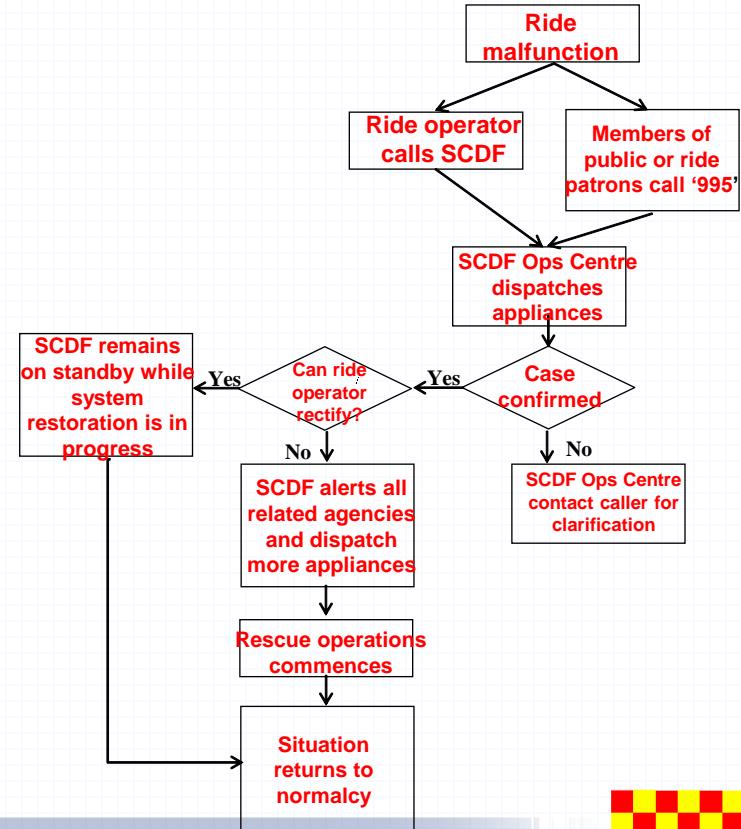 Ride
malfunction
Ride operator
calls SCDF
Members of
public or ride
patrons call ‘995’
SCDF Ops Centre
dispatches
appliances
Case
confirmed
Yes
No
SCDF Ops Centre
contact caller for
clarification
Can ride
operator
rectify?
Yes
No
SCDF remains
on standby while
system
restoration is in
progress
SCDF alerts all
related agencies
and dispatch
more appliances
Rescue operations
commences
Situation
returns to
normalcy